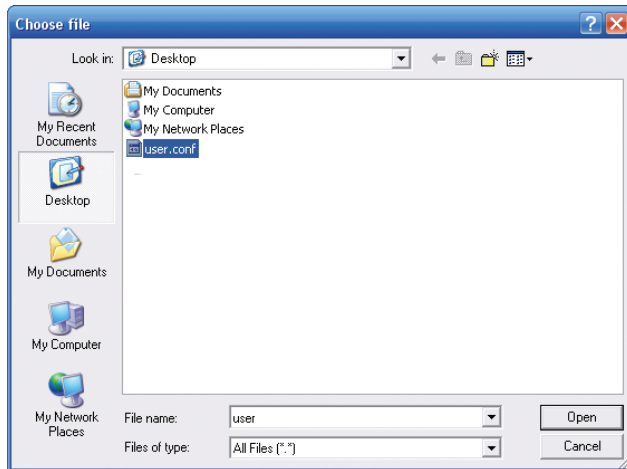 Choose file
Look in:
Desktop
My Recent
Documents
Desktop
My Documents
My Computer
My Network
Places
My Documents
My Computer
My Network Places
user.conf
File name:
user
Open
Files of type:
All Files (*.*)
Cancel